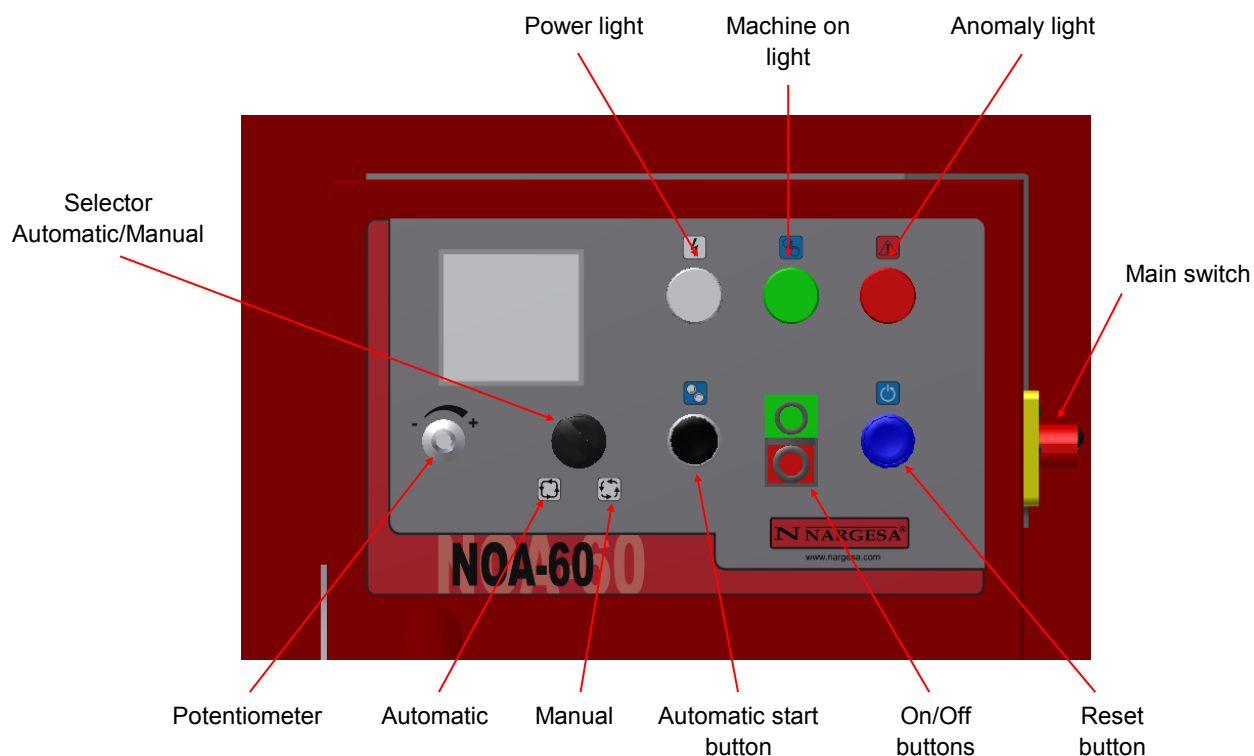 Power light
Machine on
light
Anomaly light
Selector
Automatic/Manual
Main switch
- +
N NARGESA®
www.nargesa.com
NOA-60
Potentiometer
Automatic
Manual
Automatic start
button
On/Off
buttons
Reset
button